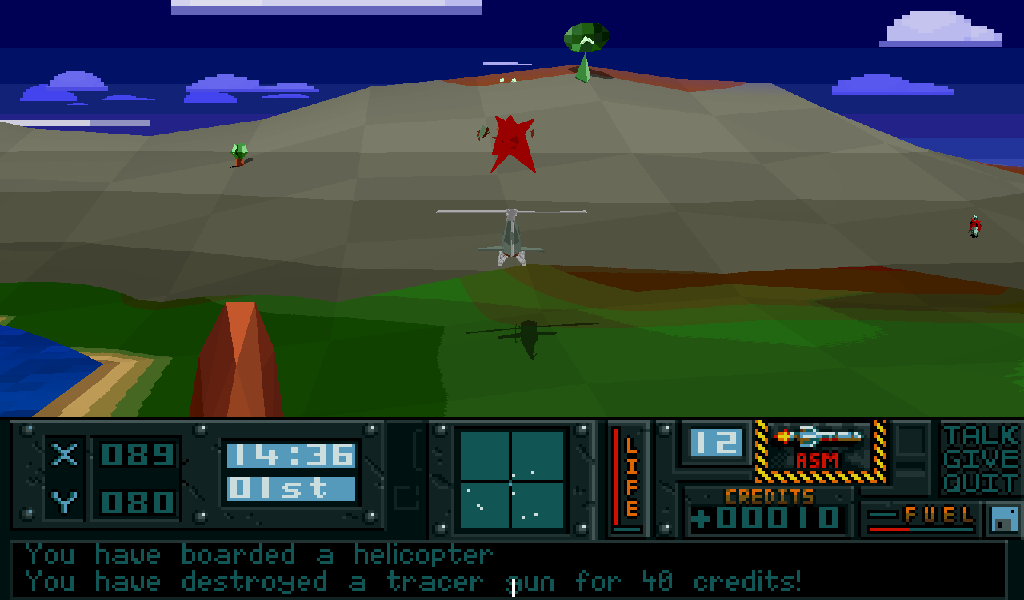 X 089
Y 080
14:36
01st
LIFE
12
ASM
CREDITS
+00010
FUEL
TALK
GIVE
QUIT
You have boarded a helicopter
You have destroyed a tracer gun for 40 credits!